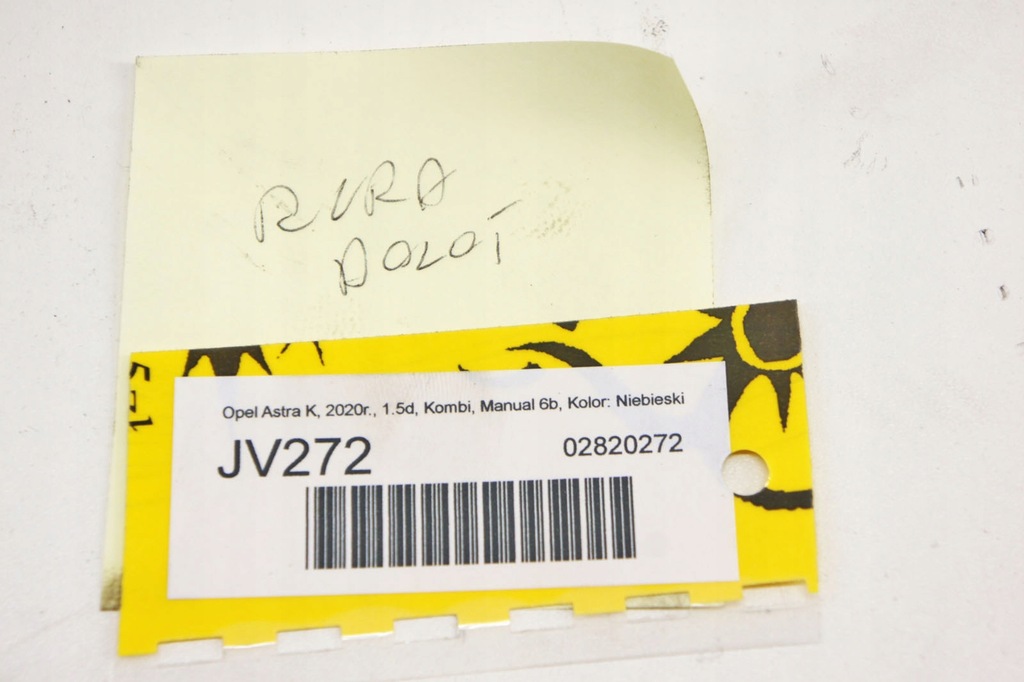 RURA
DOLOT
Opel Astra K, 2020r., 1.5d, Kombi, Manual 6b, Kolor: Niebieski
JV272
02820272